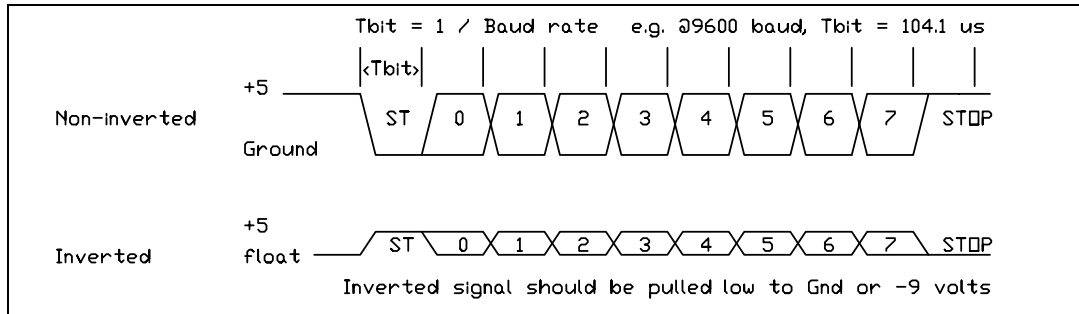 Tbit = 1 / Baud rate e.g. @9600 baud, Tbit = 104.1 us
<Tbit>
+5
Non-inverted ST 0 1 2 3 4 5 6 7 STOP
Ground
+5
Inverted float ST 0 1 2 3 4 5 6 7 STOP
Inverted signal should be pulled low to Gnd or -9 volts